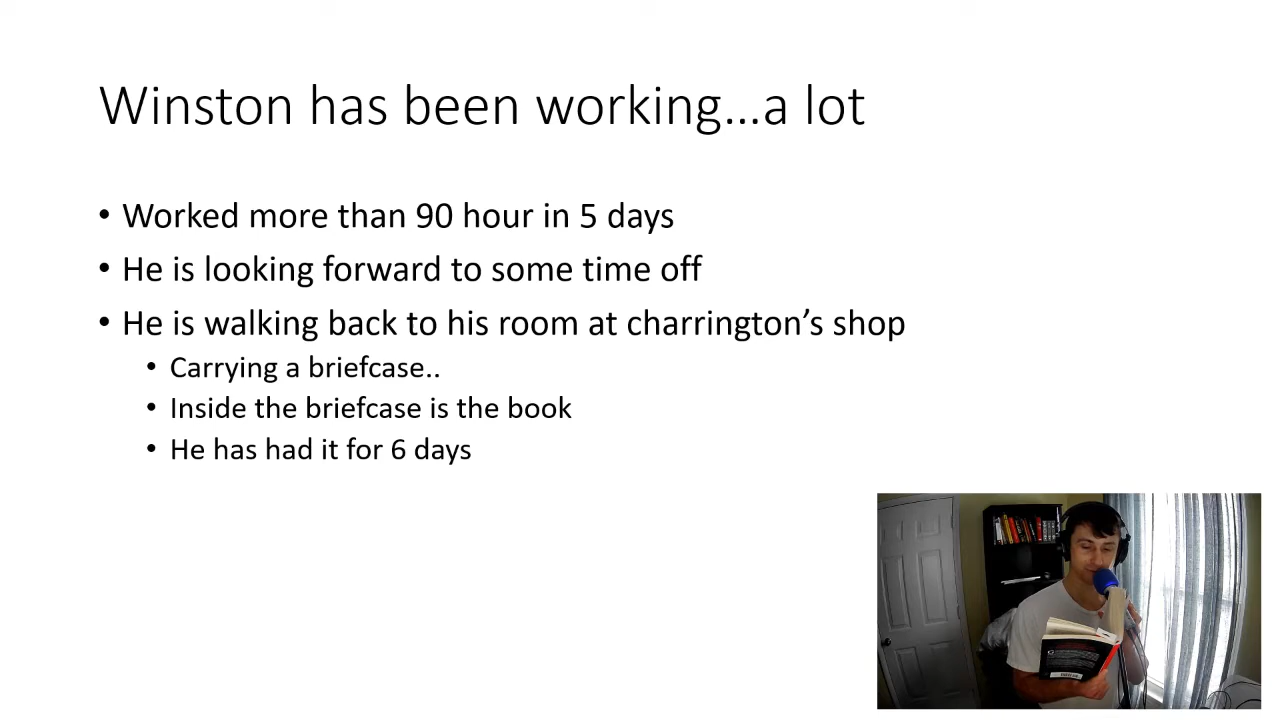 Winston has been working...a lot
• Worked more than 90 hour in 5 days
• He is looking forward to some time off
• He is walking back to his room at charrington’s shop
• Carrying a briefcase..
• Inside the briefcase is the book
• He has had it for 6 days